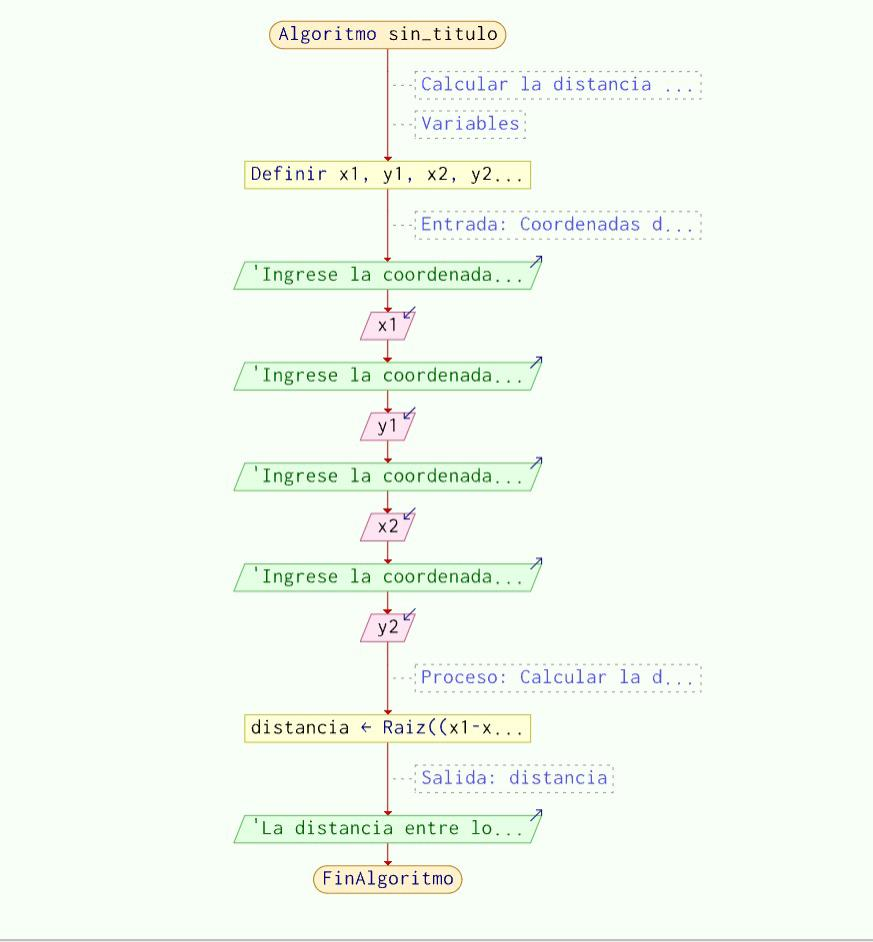 Algoritmo sin_titulo
Calcular la distancia ...
Variables
Definir x1, y1, x2, y2...
Entrada: Coordenadas d...
'Ingrese la coordenada...
x1
'Ingrese la coordenada...
y1
'Ingrese la coordenada...
x2
'Ingrese la coordenada...
y2
Proceso: Calcular la d...
distancia ← Raiz((x1-x...
Salida: distancia
'La distancia entre lo...
FinAlgoritmo